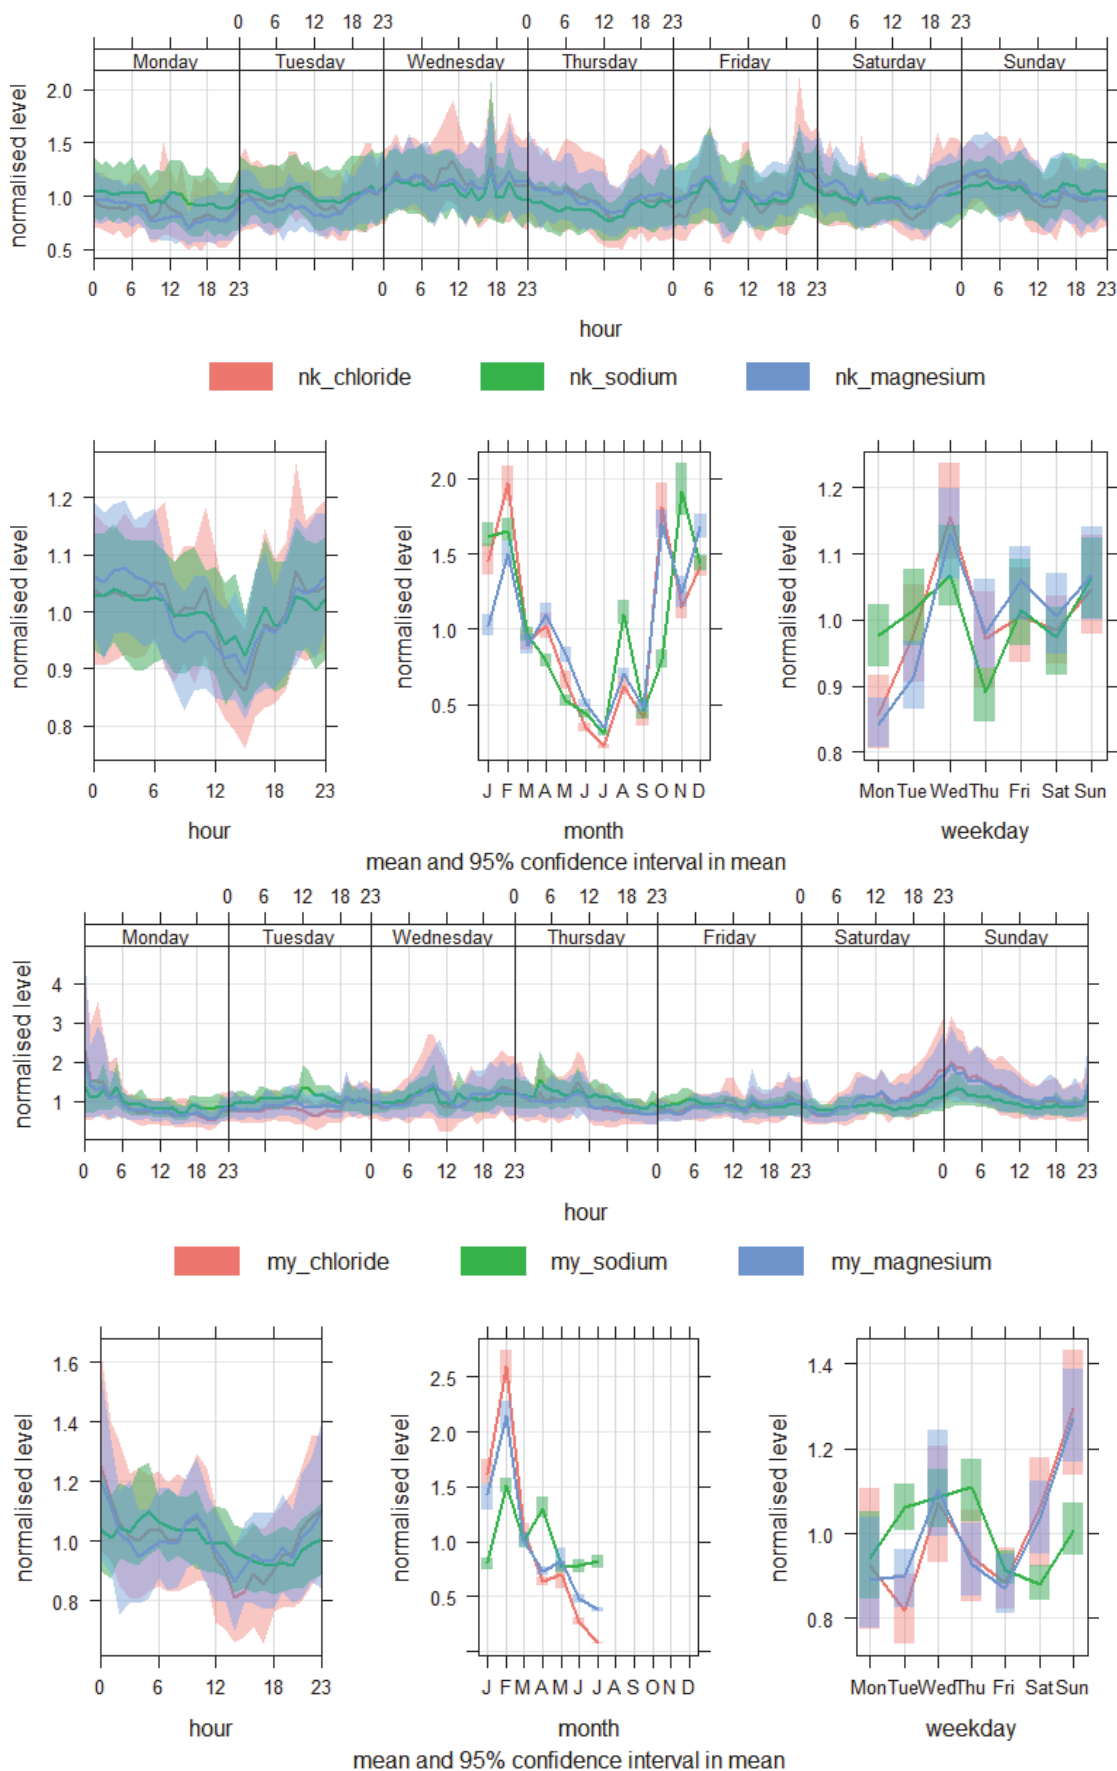 0 6 12 18 23 0 6 12 18 23 0 6 12 18 23
Monday Tuesday Wednesday Thursday Friday Saturday Sunday
normalised level
2.0
1.5
1.0
0.5
0 6 12 18 23 0 6 12 18 23 0 6 12 18 23 0 6 12 18 23
hour
nk_chloride nk_sodium nk_magnesium
normalised level
1.2
1.1
1.0
0.9
0.8
0 6 12 18 23
hour
normalised level
2.0
1.5
1.0
0.5
J F M A M J J A S O N D
month
normalised level
1.2
1.1
1.0
0.9
0.8
Mon Tue Wed Thu Fri Sat Sun
weekday
mean and 95% confidence interval in mean
0 6 12 18 23 0 6 12 18 23 0 6 12 18 23
Monday Tuesday Wednesday Thursday Friday Saturday Sunday
normalised level
4
3
2
1
0 6 12 18 23 0 6 12 18 23 0 6 12 18 23 0 6 12 18 23
hour
my_chloride my_sodium my_magnesium
normalised level
1.6
1.4
1.2
1.0
0.8
0 6 12 18 23
hour
normalised level
2.5
2.0
1.5
1.0
0.5
J F M A M J J A S O N D
month
normalised level
1.4
1.2
1.0
0.8
Mon Tue Wed Thu Fri Sat Sun
weekday
mean and 95% confidence interval in mean